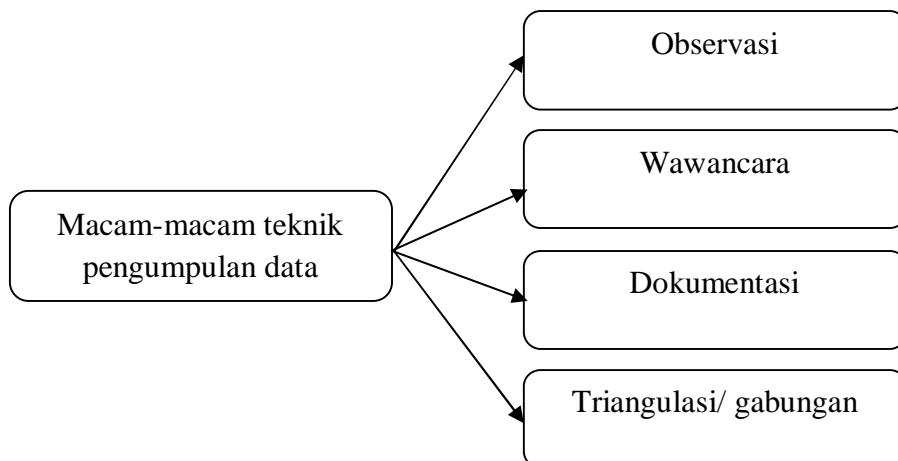 Observasi
Wawancara
Macam-macam teknik
pengumpulan data
Dokumentasi
Triangulasi/ gabungan